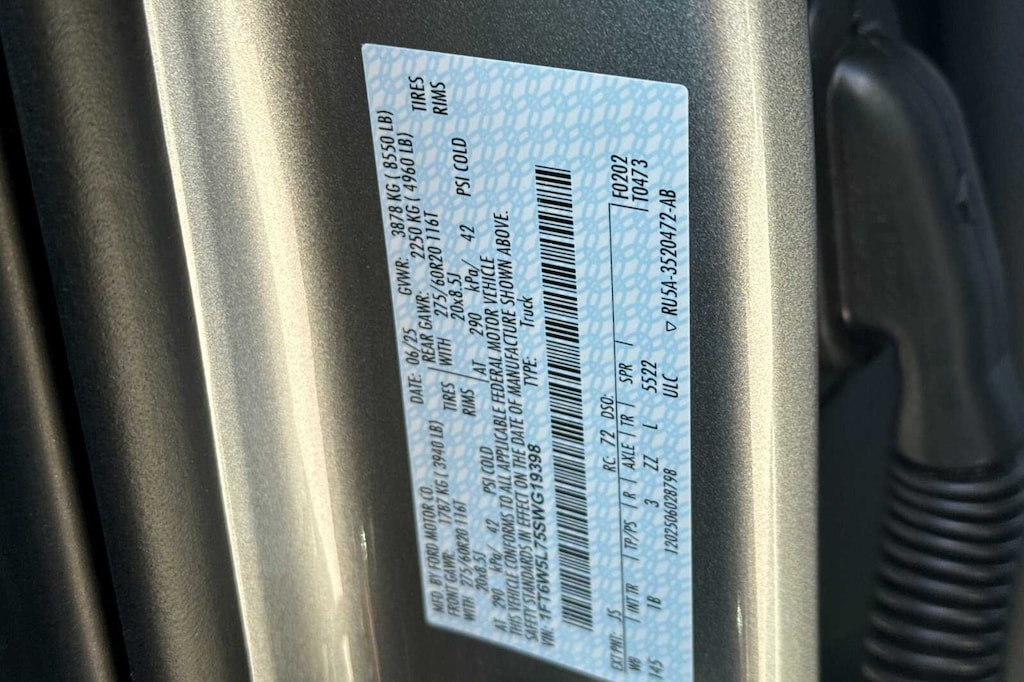 MFD BY FORD MOTOR CO.
DATE: 06/25 GVWR: 3878 KG ( 8550 LB)
FRONT GAWR: 1787 KG ( 3940 LB) REAR GAWR: 2250 KG ( 4960 LB)
WITH 275/60R20 116T TIRES WITH 275/60R20 116T TIRES
20x8.5J RIMS 20x8.5J RIMS
AT 290 kPa/ 42 PSI COLD AT 290 kPa/ 42 PSI COLD
THIS VEHICLE CONFORMS TO ALL APPLICABLE FEDERAL MOTOR VEHICLE
SAFETY STANDARDS IN EFFECT ON THE DATE OF MANUFACTURE SHOWN ABOVE.
VIN: 1FT6W5L75SWG19398 TYPE: Truck
EXT PNT: J5 RC: 72 DSO: F0202
WB INT TR TP/PS R AXLE TR SPR T0473
145 1B 3 ZZ L 5522
120250602879B ULC ▽ RU5A-3520472-AB